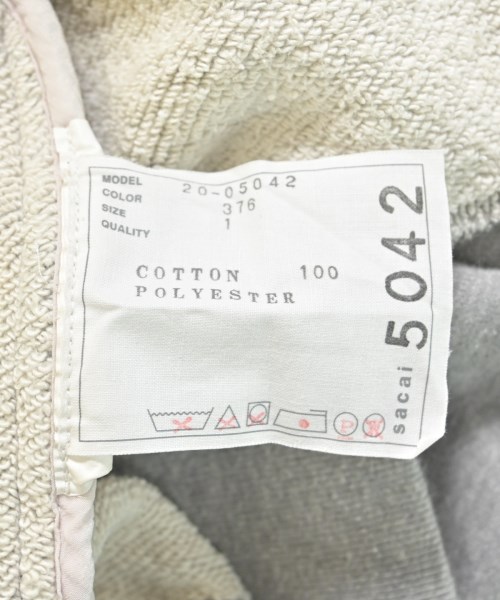 MODEL 20-05042
COLOR 376
SIZE 1
QUALITY
COTTON 100
POLYESTER
P
sacai 5042